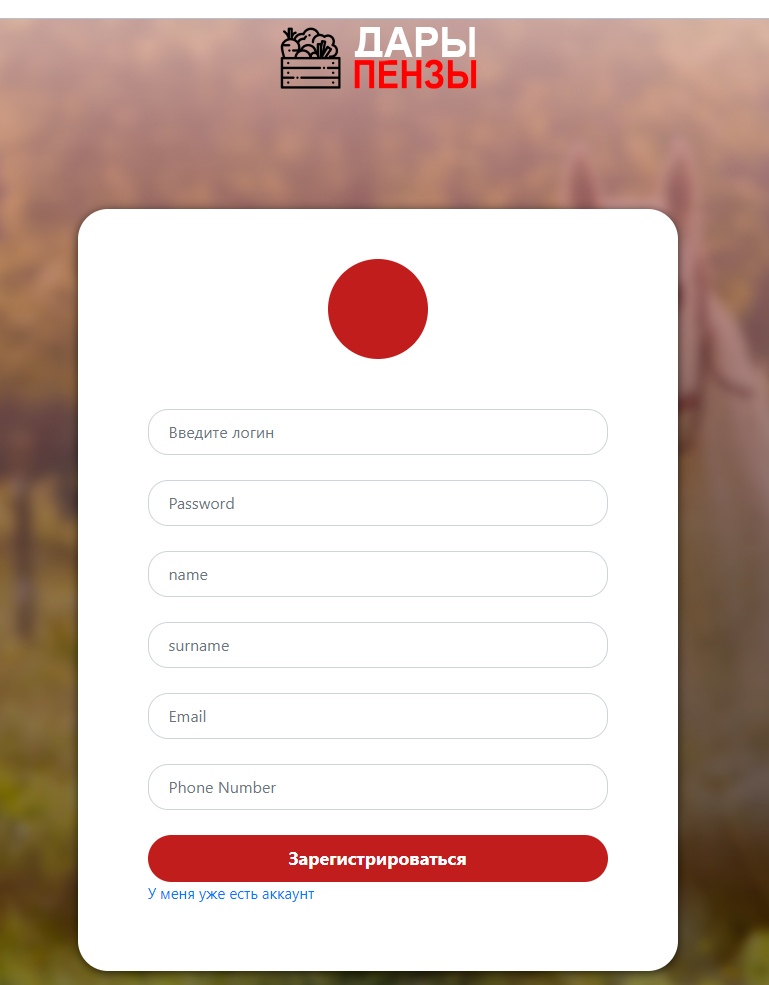 ДАРЫ
ПЕНЗЫ
Введите логин
Password
name
surname
Email
Phone Number
Зарегистрироваться
У меня уже есть аккаунт